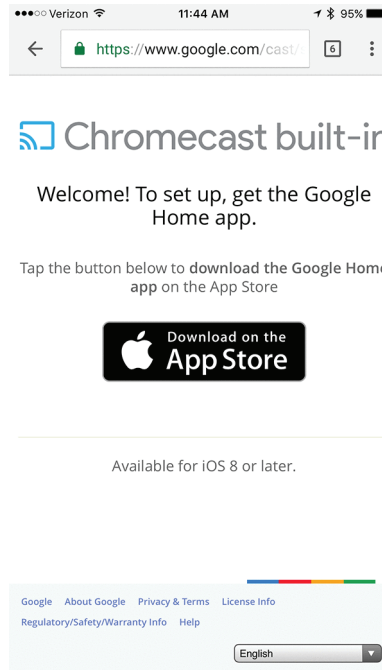 Verizon 11:44 AM 95%
https://www.google.com/cast/ 6
Chromecast built-in
Welcome! To set up, get the Google
Home app.
Tap the button below to download the Google Home
app on the App Store
Download on the
App Store
Available for iOS 8 or later.
Google About Google Privacy & Terms License Info
Regulatory/Safety/Warranty Info Help
English